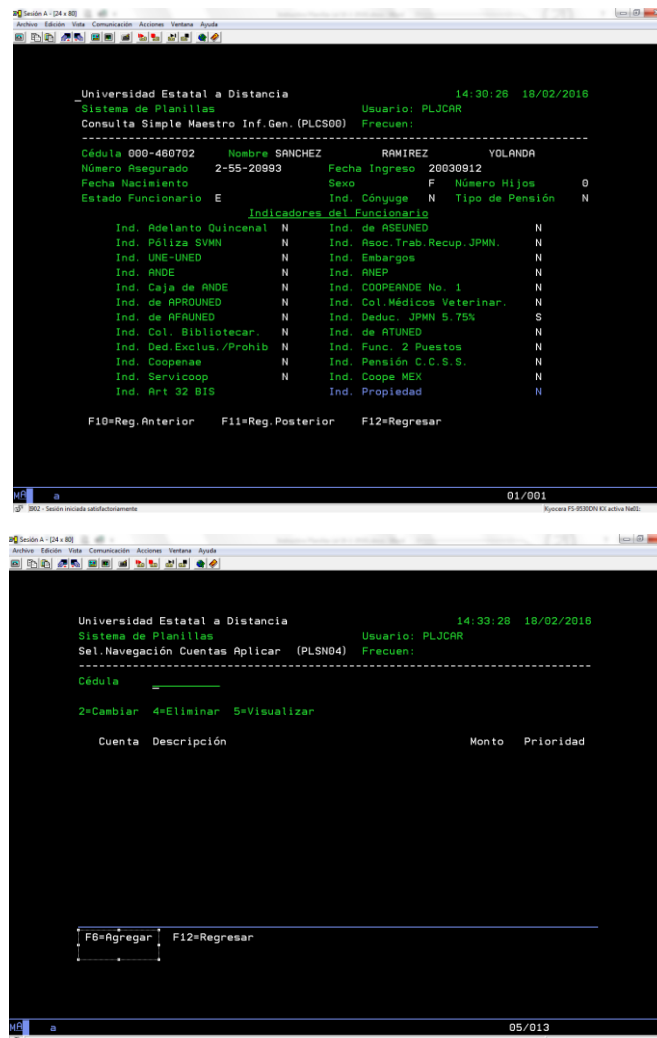 Sesión A - [24 x 80]
Archivo Edición Vista Comunicación Acciones Ventana Ayuda
Universidad Estatal a Distancia 14:30:26 18/02/2016
Sistema de Planillas Usuario: PLJCAR
Consulta Simple Maestro Inf.Gen.(PLCS00) Frecuen:
Cédula 000-460702 Nombre SANCHEZ RAMIREZ YOLANDA
Número Asegurado 2-55-20993 Fecha Ingreso 20030912
Fecha Nacimiento Sexo F Número Hijos 0
Estado Funcionario E Ind. Cónyuge N Tipo de Pensión N
Indicadores del Funcionario
Ind. Adelanto Quincenal N Ind. de ASEUNED N
Ind. Póliza SVMN N Ind. Asoc.Trab.Recup.JPMN. N
Ind. UNE-UNED N Ind. Embargos N
Ind. ANDE N Ind. ANEP N
Ind. Caja de ANDE N Ind. COOPEANDE No. 1 N
Ind. de APROUNED N Ind. Col.Médicos Veterinar. N
Ind. de AFAUNED N Ind. Deduc. JPMN 5.75% S
Ind. Col. Bibliotecar. N Ind. de ATUNED N
Ind. Ded.Exclus./Prohib N Ind. Func. 2 Puestos N
Ind. Coopenae N Ind. Pensión C.C.S.S. N
Ind. Servicoop N Ind. Coope MEX N
Ind. Art 32 BIS Ind. Propiedad N
F10=Reg.Anterior F11=Reg.Posterior F12=Regresar
MA a 01/001
I902 - Sesión iniciada satisfactoriamente Kyocera FS-9530DN KX activa
Sesión A - [24 x 80]
Archivo Edición Vista Comunicación Acciones Ventana Ayuda
Universidad Estatal a Distancia 14:33:28 18/02/2016
Sistema de Planillas Usuario: PLJCAR
Sel.Navegación Cuentas Aplicar (PLSN04) Frecuen:
Cédula
2=Cambiar 4=Eliminar 5=Visualizar
Cuenta Descripción Monto Prioridad
F6=Agregar F12=Regresar
MA a 05/013